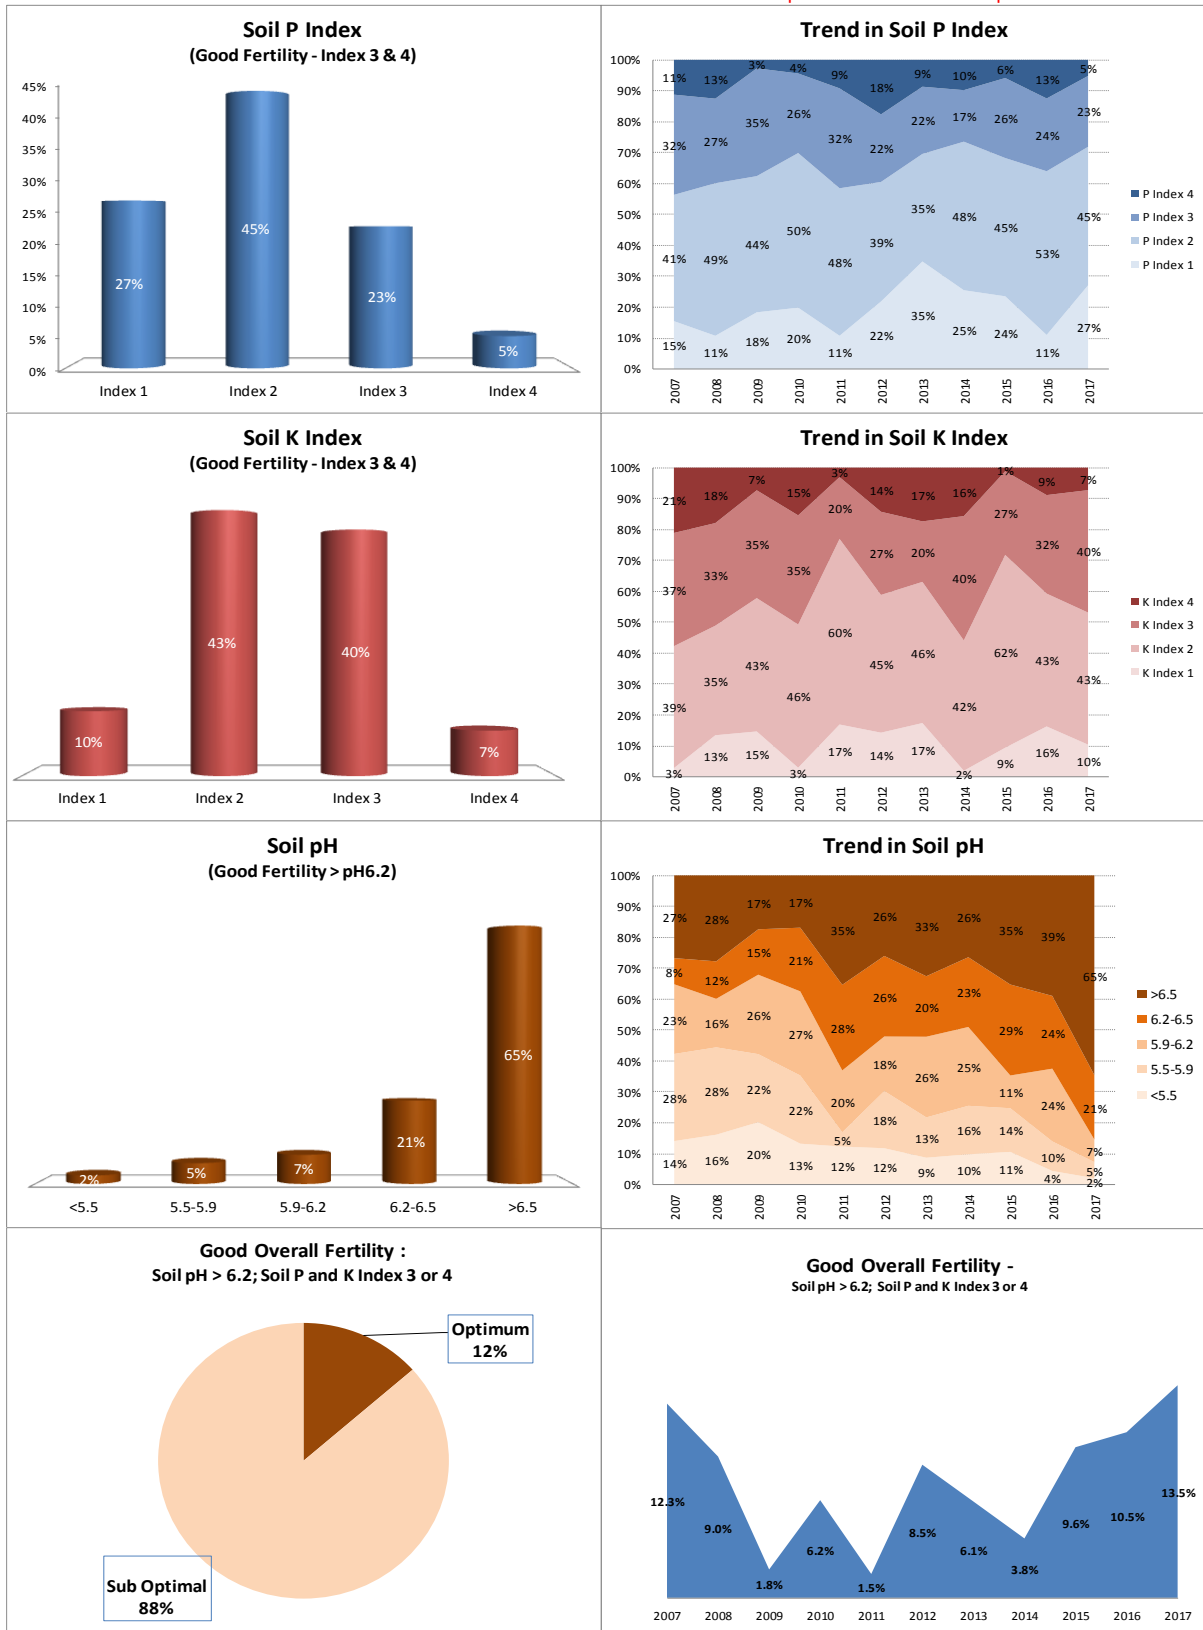 Soil P Index
(Good Fertility - Index 3 & 4)
45%
40%
35%
30%
25%
20%
15%
10%
5%
0%
27%
45%
23%
5%
Index 1
Index 2
Index 3
Index 4
Trend in Soil P Index
100%
90%
80%
70%
60%
50%
40%
30%
20%
10%
0%
11% 13% 3% 4% 9% 18% 9% 10% 6% 13% 5%
32% 27% 35% 26% 32% 22% 22% 17% 26% 24% 23%
41% 49% 44% 50% 48% 39% 35% 48% 45% 53% 45%
15% 11% 18% 20% 11% 22% 35% 25% 24% 11% 27%
2007 2008 2009 2010 2011 2012 2013 2014 2015 2016 2017
P Index 4
P Index 3
P Index 2
P Index 1
Soil K Index
(Good Fertility - Index 3 & 4)
10%
43%
40%
7%
Index 1
Index 2
Index 3
Index 4
Trend in Soil K Index
100%
90%
80%
70%
60%
50%
40%
30%
20%
10%
0%
21% 18% 7% 15% 3% 14% 17% 16% 1% 9% 7%
37% 33% 35% 35% 20% 27% 20% 40% 27% 32% 40%
39% 35% 43% 46% 60% 45% 46% 42% 62% 43% 43%
3% 13% 15% 3% 17% 14% 17% 2% 9% 16% 10%
2007 2008 2009 2010 2011 2012 2013 2014 2015 2016 2017
K Index 4
K Index 3
K Index 2
K Index 1
Soil pH
(Good Fertility > pH6.2)
2%
5%
7%
21%
65%
<5.5
5.5-5.9
5.9-6.2
6.2-6.5
>6.5
Trend in Soil pH
100%
90%
80%
70%
60%
50%
40%
30%
20%
10%
0%
27% 28% 17% 17% 35% 26% 33% 26% 35% 39% 65%
8% 12% 15% 21% 28% 26% 20% 23% 29% 24% 21%
23% 16% 26% 27% 20% 18% 26% 25% 11% 24% 7%
28% 28% 22% 22% 5% 18% 13% 16% 14% 10% 5%
14% 16% 20% 13% 12% 12% 9% 10% 11% 4% 2%
2007 2008 2009 2010 2011 2012 2013 2014 2015 2016 2017
>6.5
6.2-6.5
5.9-6.2
5.5-5.9
<5.5
Good Overall Fertility :
Soil pH > 6.2; Soil P and K Index 3 or 4
Optimum
12%
Sub Optimal
88%
Good Overall Fertility -
Soil pH > 6.2; Soil P and K Index 3 or 4
12.3% 9.0% 1.8% 6.2% 1.5% 8.5% 6.1% 3.8% 9.6% 10.5% 13.5%
2007 2008 2009 2010 2011 2012 2013 2014 2015 2016 2017